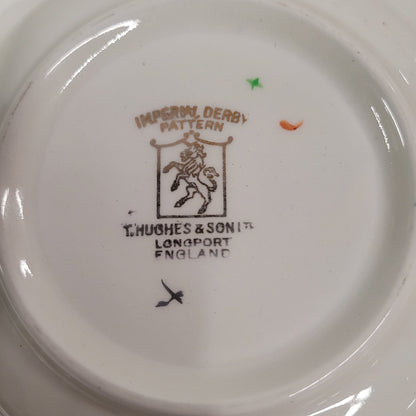 IMPERIAL DERBY
PATTERN
T. HUGHES & SON LTD
LONGPORT
ENGLAND